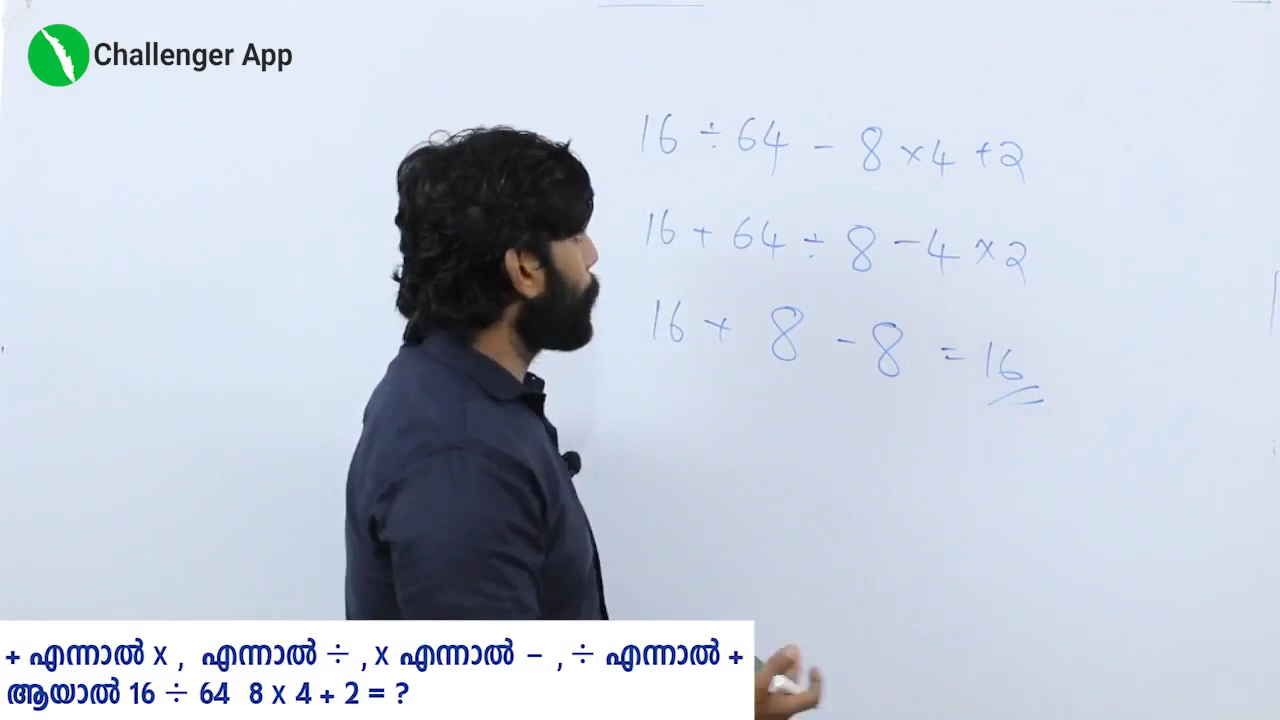 Challenger App
16 ÷ 64 - 8 × 4 + 2
16 + 64 ÷ 8 - 4 × 2
16 + 8 - 8 = 16
+ എന്നാൽ x , എന്നാൽ ÷ , x എന്നാൽ − , ÷ എന്നാൽ +
ആയാൽ 16 ÷ 64 8 x 4 + 2 = ?